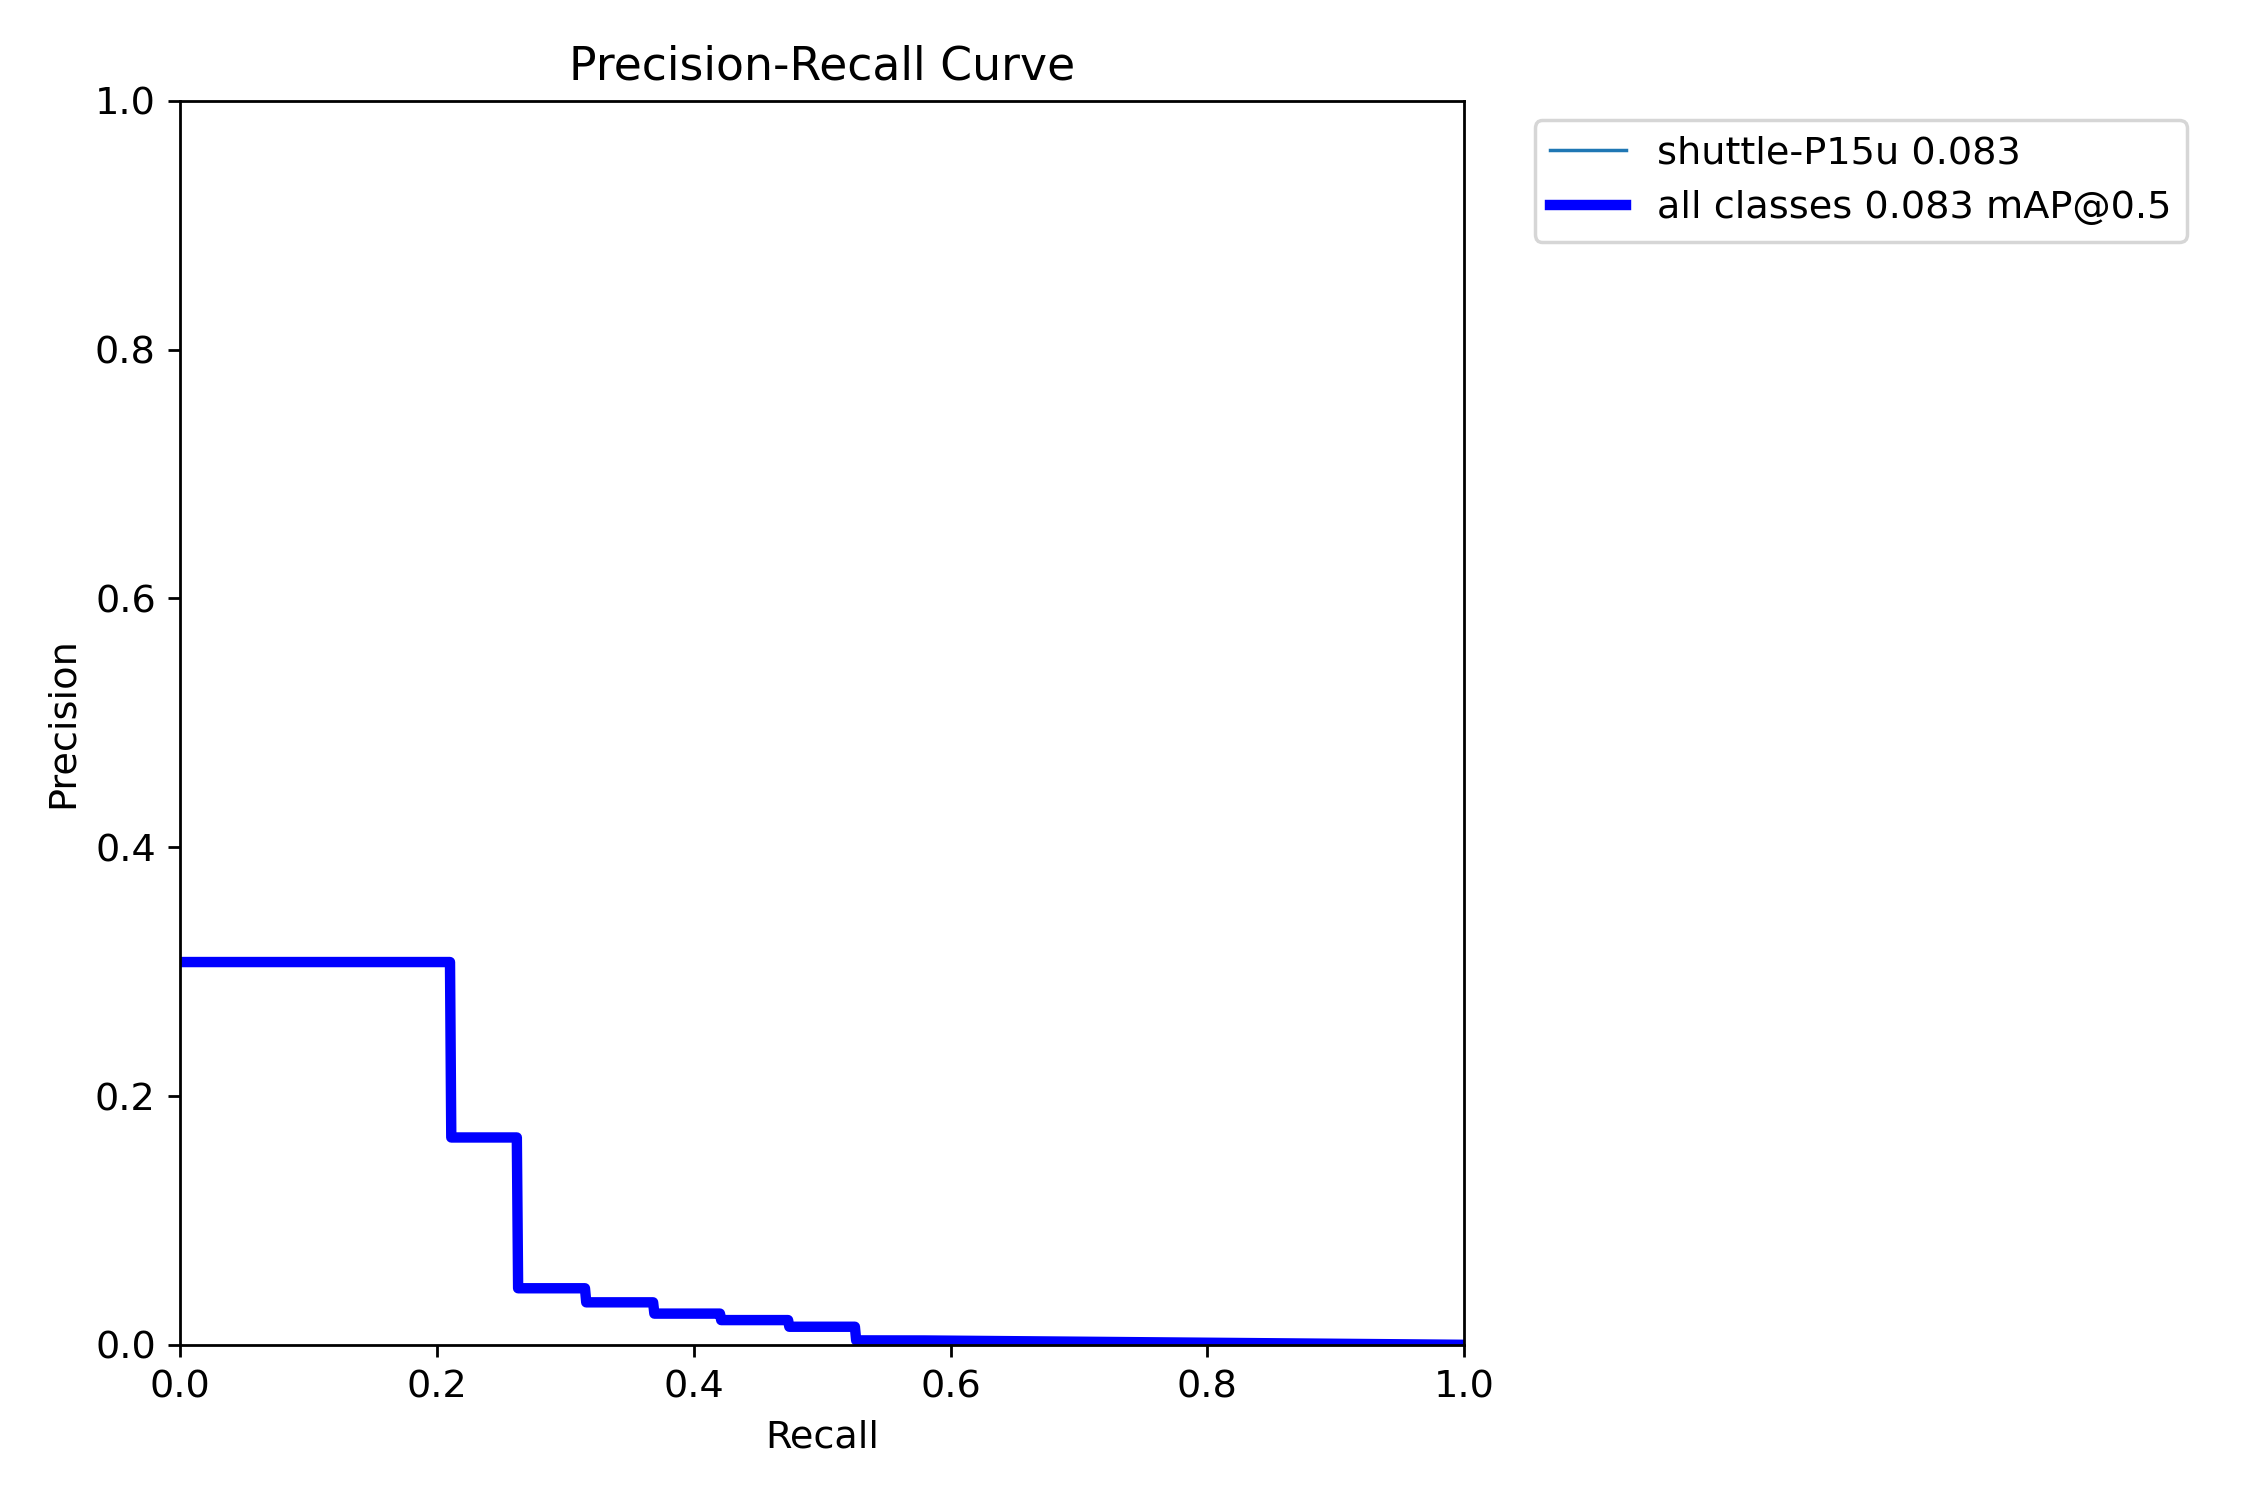 Precision-Recall Curve
1.0
0.8
0.6
0.4
0.2
0.0
Precision
0.0 0.2 0.4 0.6 0.8 1.0
Recall
shuttle-P15u 0.083
all classes 0.083 mAP@0.5